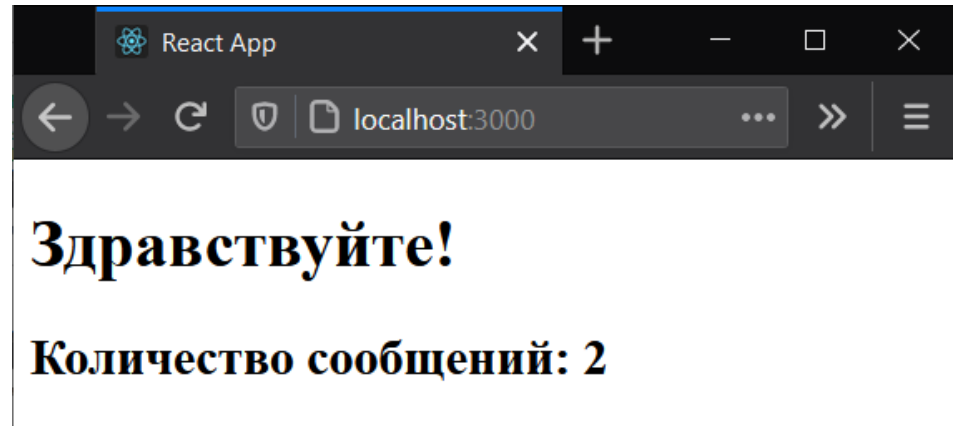 React App
localhost:3000
Здравствуйте!
Количество сообщений: 2